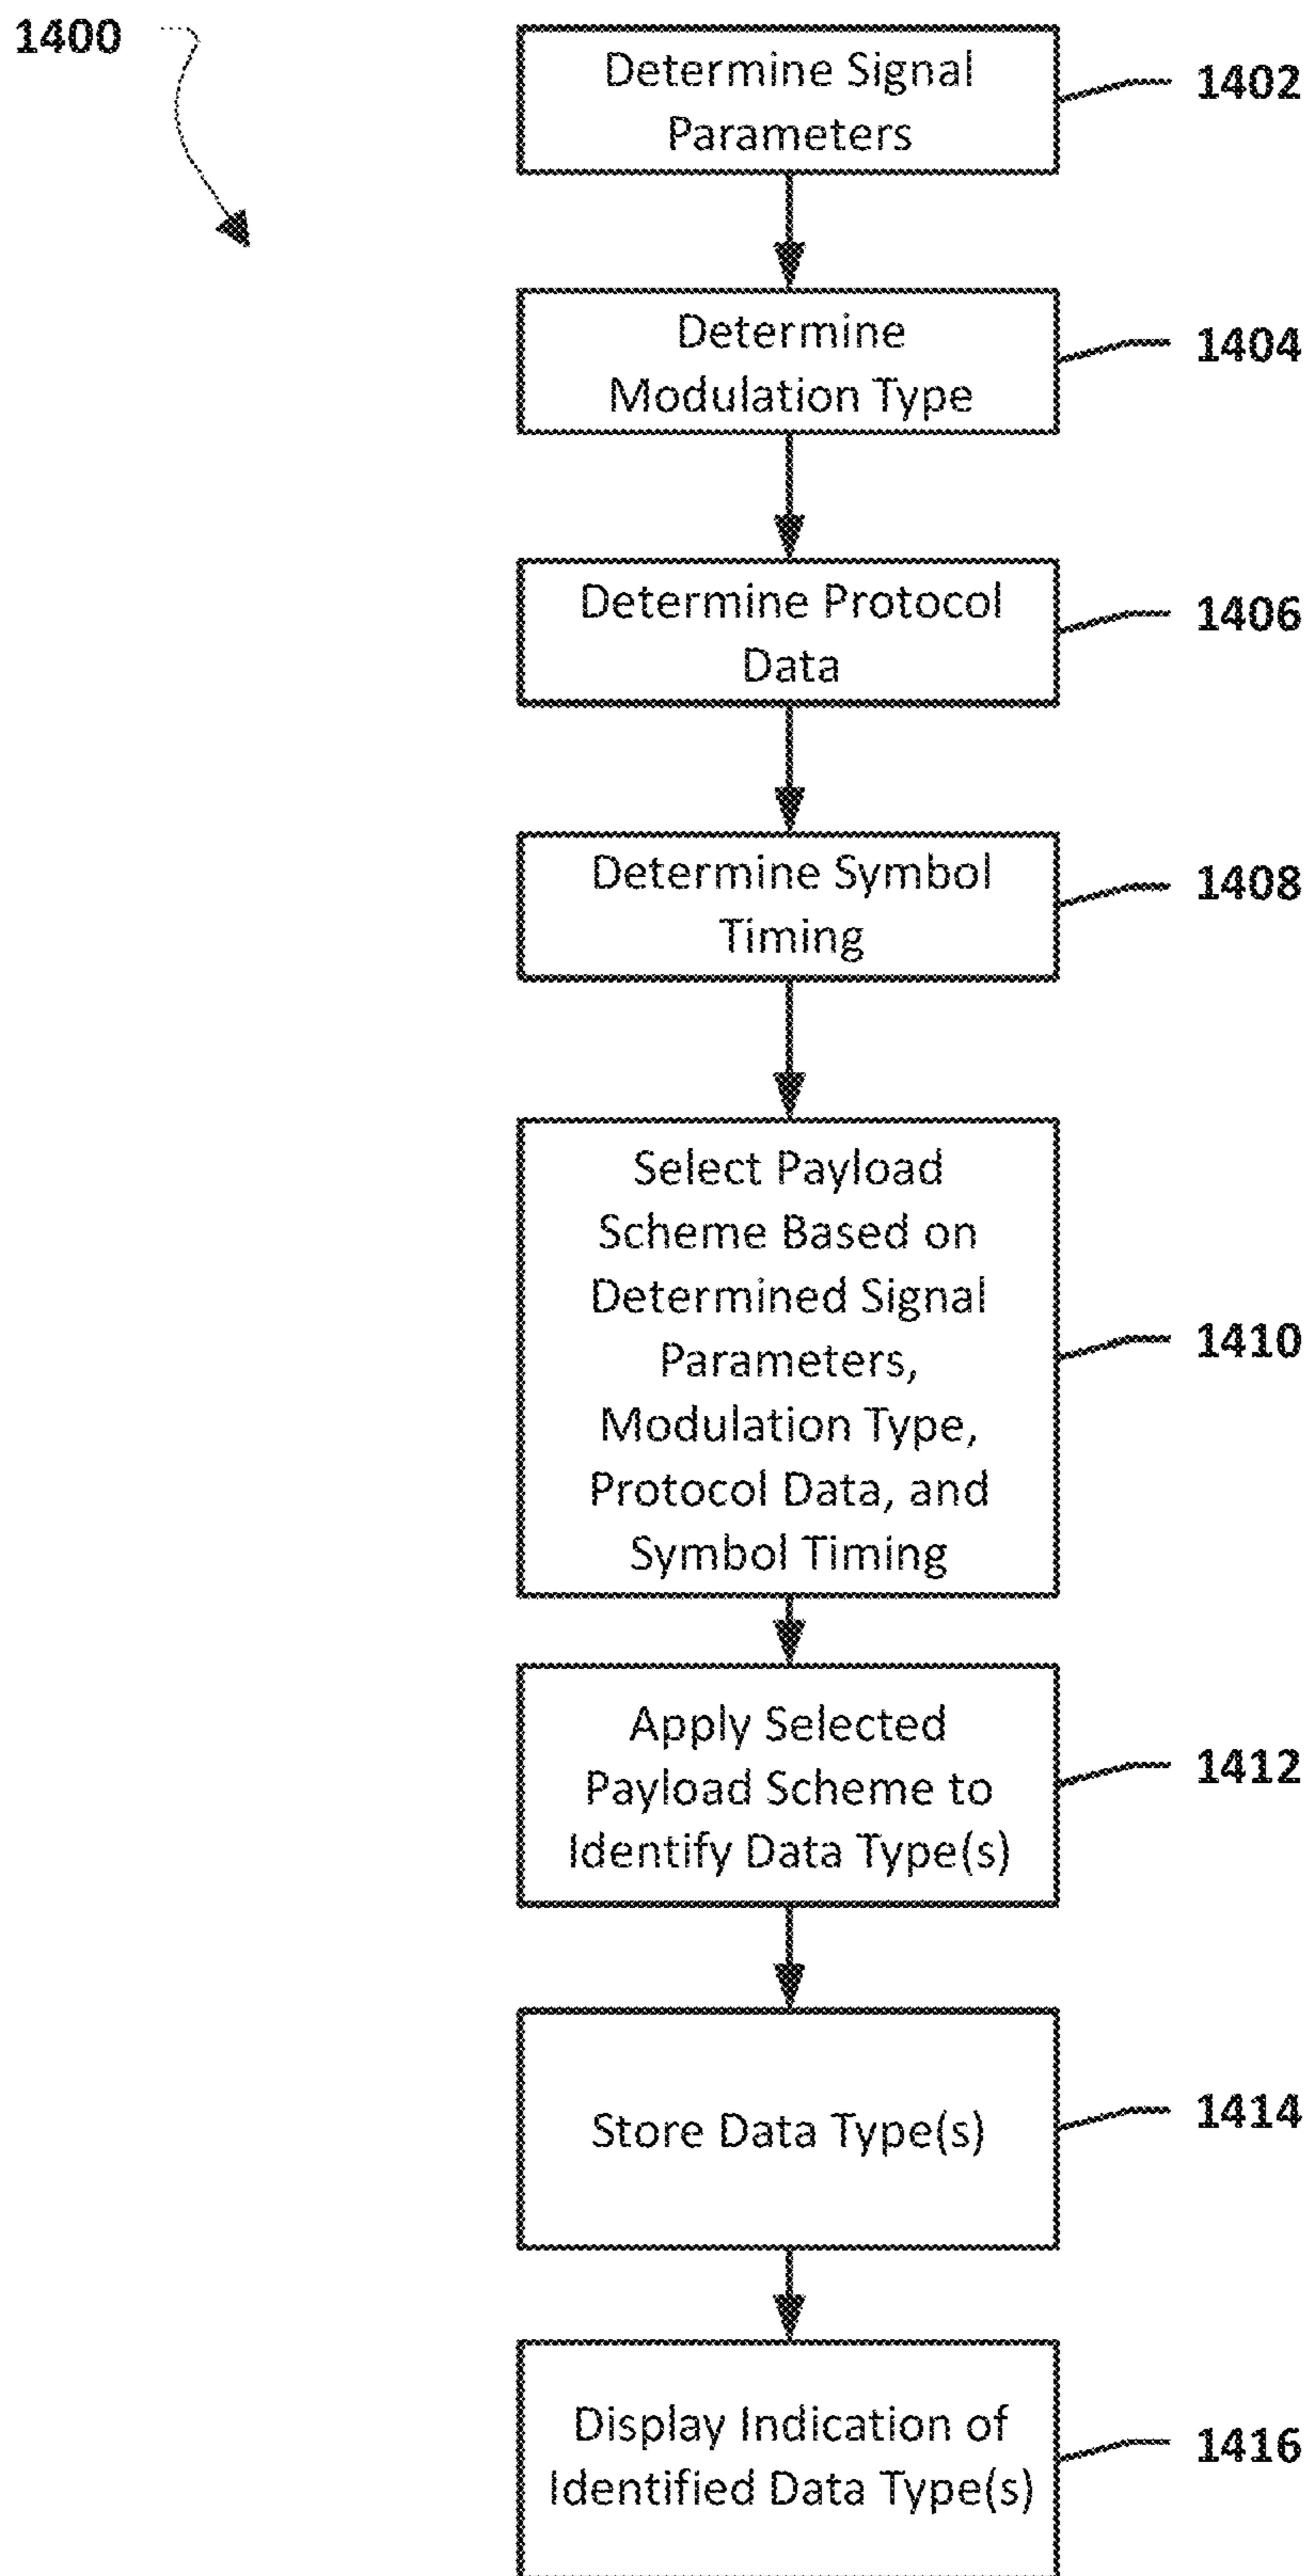 1400
Determine Signal
Parameters
1402
Determine
Modulation Type
1404
Determine Protocol
Data
1406
Determine Symbol
Timing
1408
Select Payload
Scheme Based on
Determined Signal
Parameters,
Modulation Type,
Protocol Data, and
Symbol Timing
1410
Apply Selected
Payload Scheme to
Identify Data Type(s)
1412
Store Data Type(s)
1414
Display Indication of
Identified Data Type(s)
1416